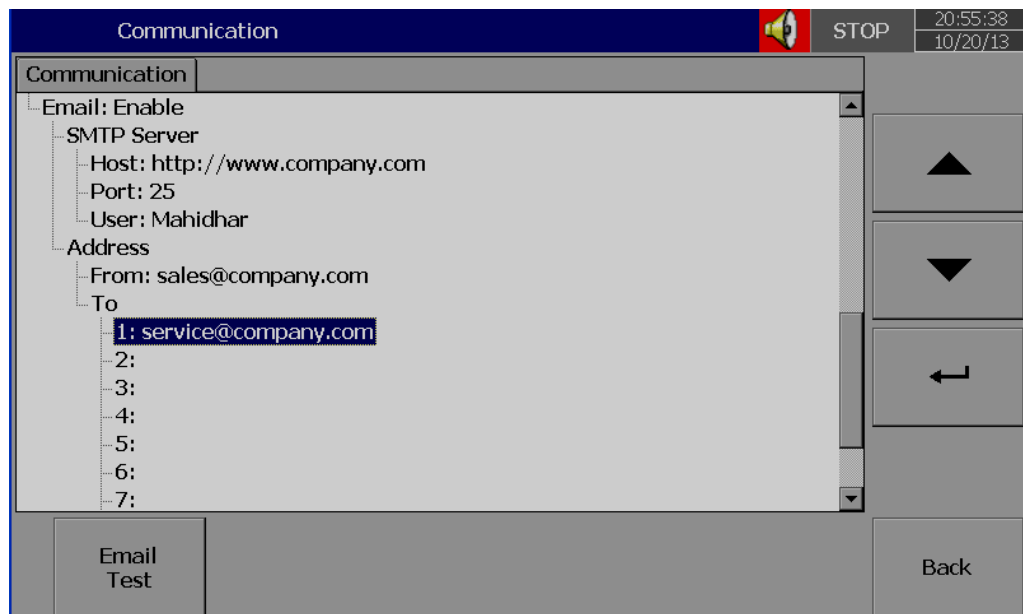 Communication
STOP
20:55:38
10/20/13
Communication
Email: Enable
SMTP Server
Host: http://www.company.com
Port: 25
User: Mahidhar
Address
From: sales@company.com
To
1: service@company.com
2:
3:
4:
5:
6:
7:
Email
Test
Back